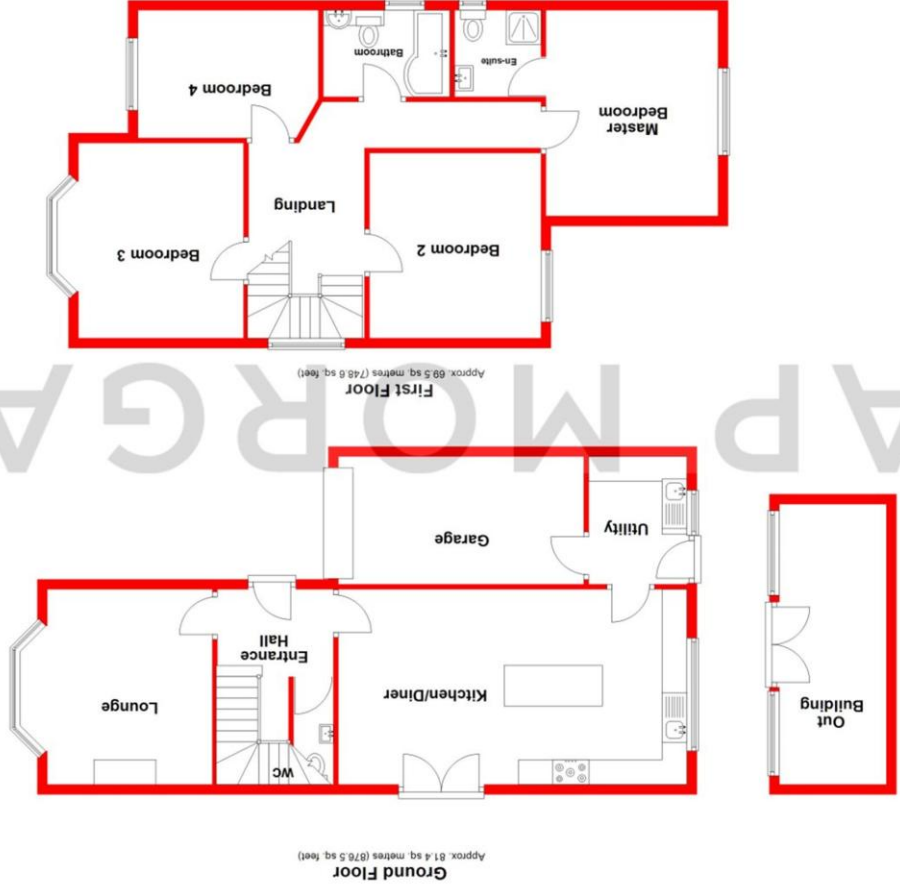 Ground Floor
Approx. 81.4 sq. metres (876.5 sq. feet)
Out
Building
Kitchen/Diner
WC
Entrance
Hall
Lounge
Utility
Garage
AP MORGA
First Floor
Approx. 69.5 sq. metres (748.6 sq. feet)
Bedroom 2
Landing
Bedroom 3
Master
Bedroom
En-suite
Bathroom
Bedroom 4